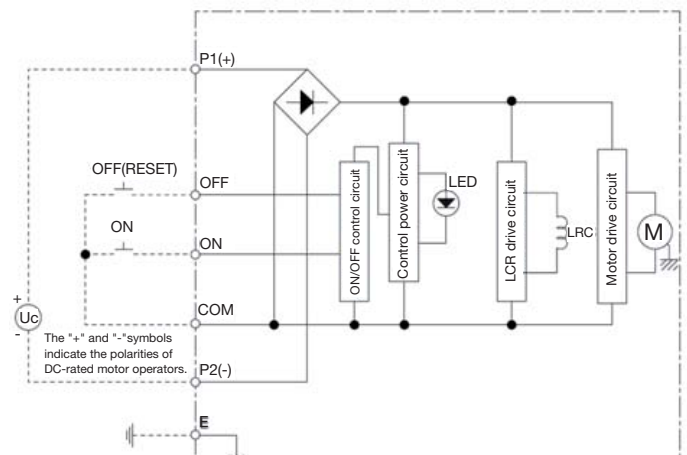 P1(+)
OFF(RESET)
OFF
ON
ON
COM
+
Uc
-
The "+" and "-"symbols
indicate the polarities of
DC-rated motor operators.
P2(-)
E
ON/OFF control circuit
Control power circuit
LED
LCR drive circuit
LRC
Motor drive circuit
M